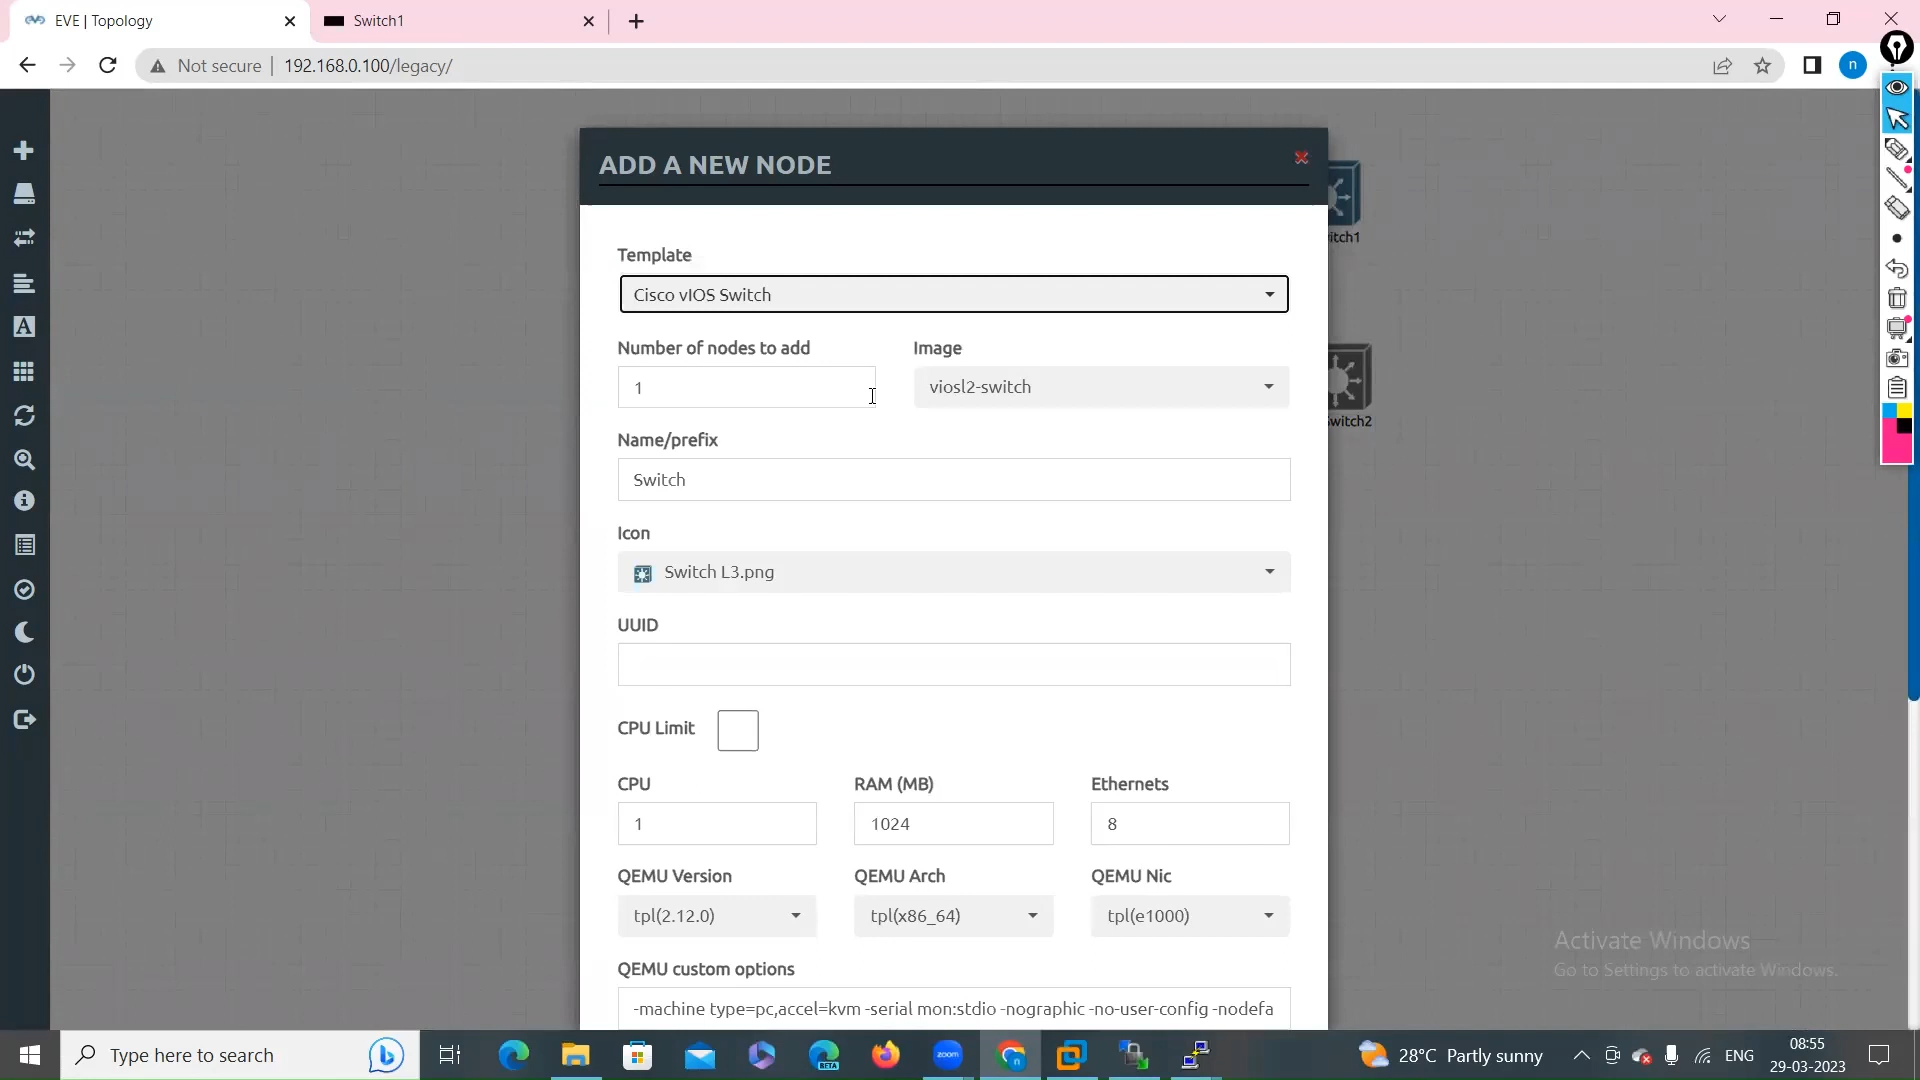 EVE | Topology
Switch1
Not secure
192.168.0.100/legacy/
n
ADD A NEW NODE
itch1
Template
Cisco vIOS Switch
Number of nodes to add
Image
1
viosl2-switch
witch2
Name/prefix
Switch
Icon
Switch L3.png
UUID
CPU Limit
CPU
RAM (MB)
Ethernets
1
1024
8
QEMU Version
QEMU Arch
QEMU Nic
tpl(2.12.0)
tpl(x86_64)
tpl(e1000)
Activate Windows
Go to Settings to activate Windows.
QEMU custom options
-machine type=pc,accel=kvm -serial mon:stdio -nographic -no-user-config -nodefa
Type here to search
BETA
zoom
n
28°C Partly sunny
ENG
08:55
29-03-2023